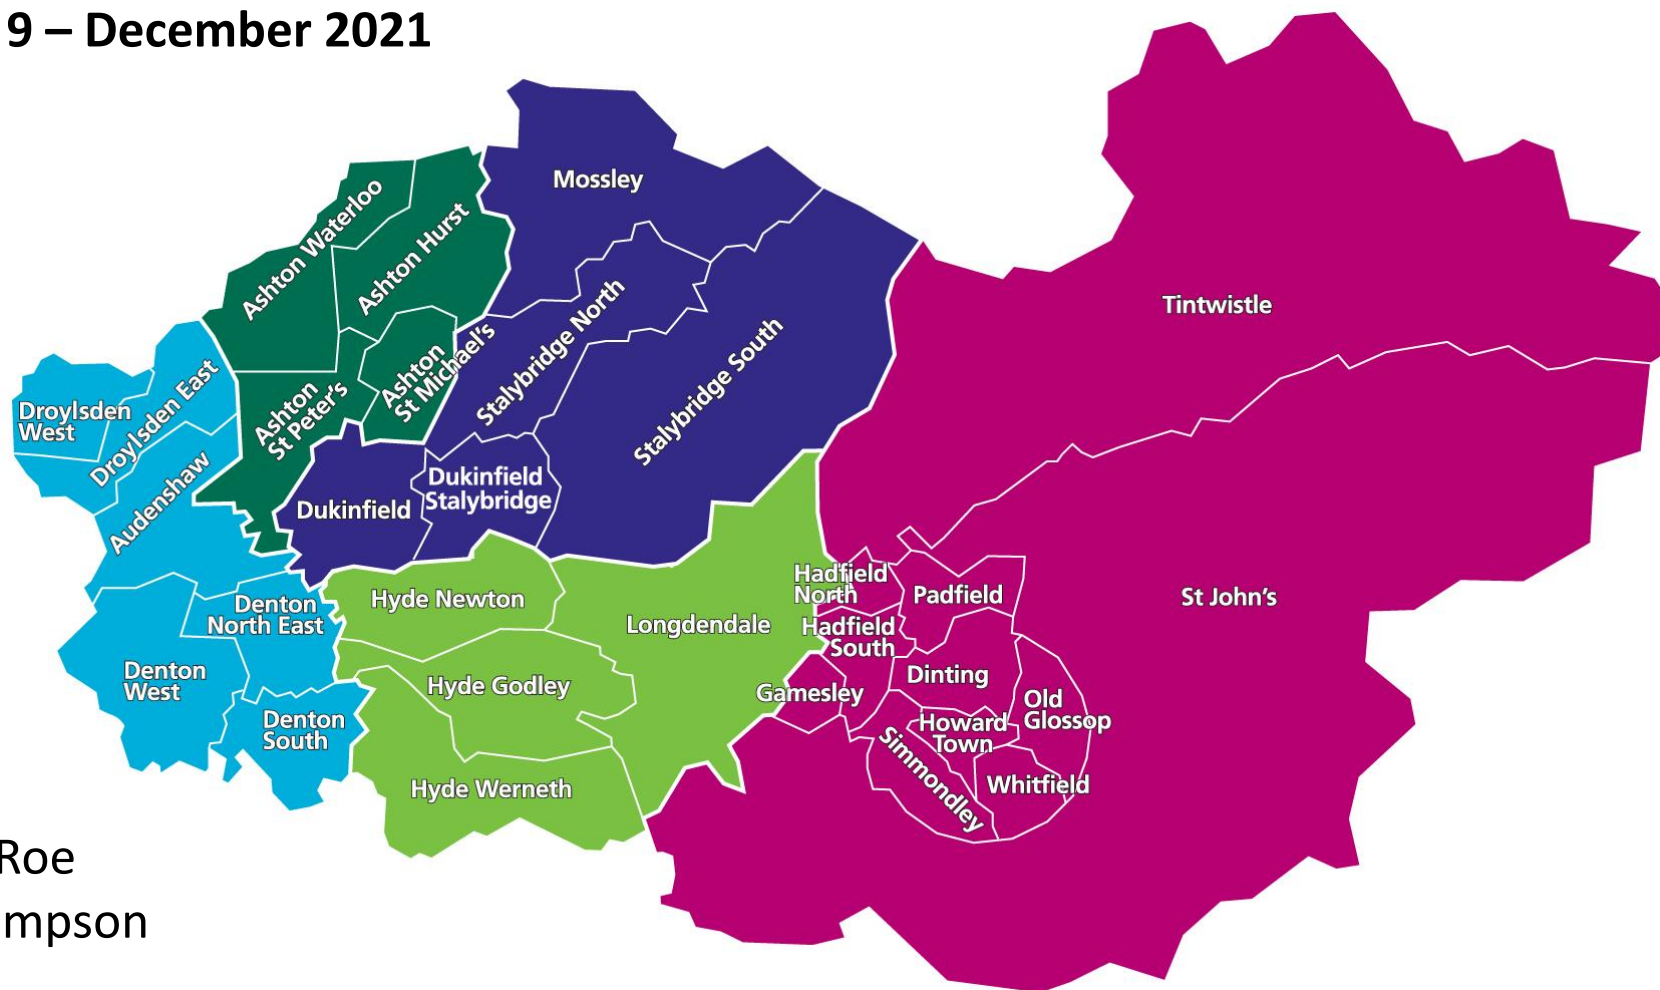 9 – December 2021
Mossley
Ashton Waterloo
Ashton Hurst
Tintwistle
Stalybridge North
Ashton
St Michael's
Stalybridge South
Droylsden
West
Droylsden East
Ashton
St Peter's
Audenshaw
Dukinfield
Dukinfield
Stalybridge
Hadfield
North
Padfield
St John's
Hyde Newton
Denton
North East
Longdendale
Hadfield
South
Denton
West
Hyde Godley
Gamesley
Dinting
Old
Glossop
Denton
South
Howard
Town
Simmondley
Whitfield
Hyde Werneth
Roe
mpson